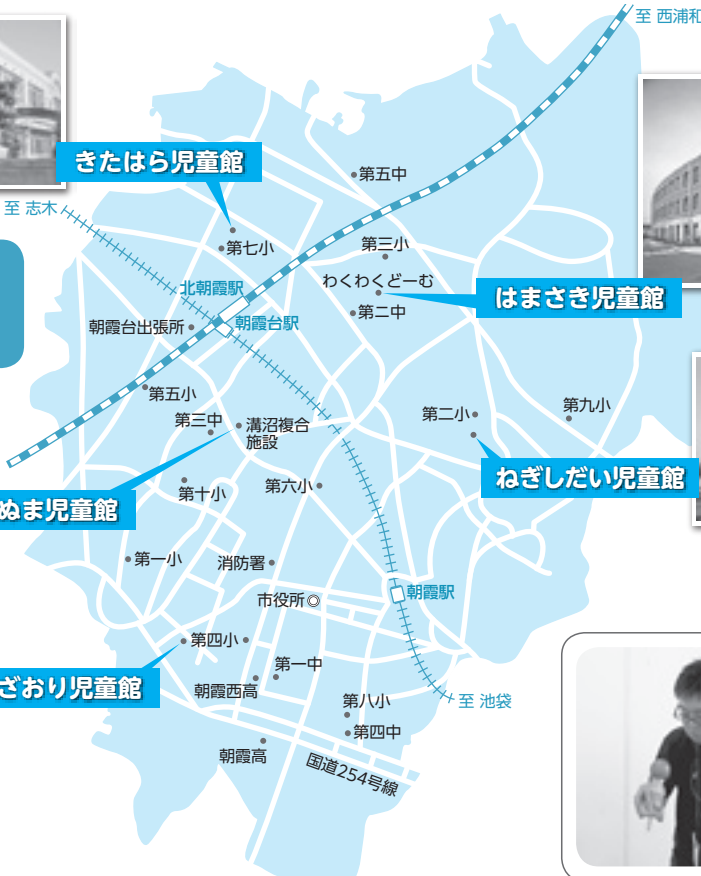 至 西浦和
きたはら児童館
第五中
至 志木
第七小
第三小
北朝霞駅
わくわくどーむ
はまさき児童館
朝霞台出張所
朝霞台駅
第二中
第五小
第三中
溝沼複合
施設
第二小
第九小
ねぎしだい児童館
第十小
第六小
ぬま児童館
第一小
消防署
朝霞駅
市役所
第四小
第一中
ざおり児童館
朝霞西高
第八小
至 池袋
第四中
朝霞高
国道254号線